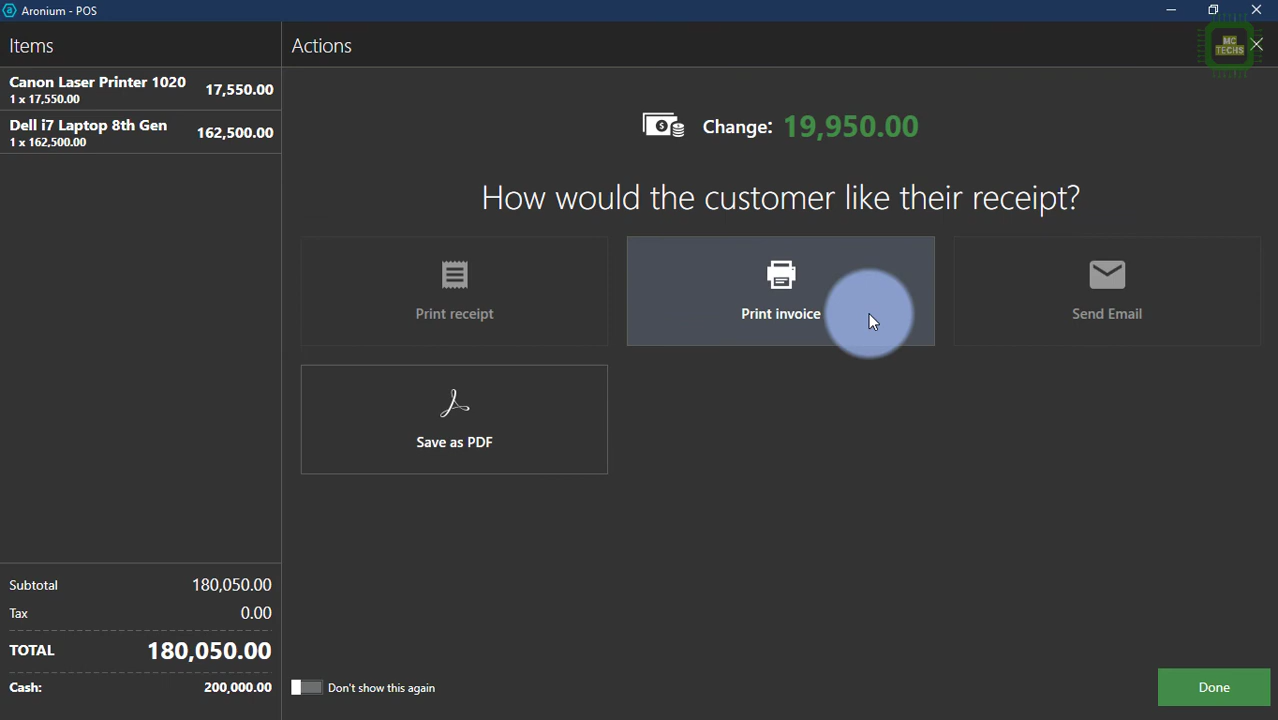 Aronium - POS
Items
Actions
MC
TECHS
Canon Laser Printer 1020 17,550.00
1 x 17,550.00
Dell i7 Laptop 8th Gen 162,500.00
1 x 162,500.00
Change: 19,950.00
How would the customer like their receipt?
Print receipt
Print invoice
Send Email
Save as PDF
Subtotal 180,050.00
Tax 0.00
TOTAL 180,050.00
Cash: 200,000.00
Don't show this again
Done